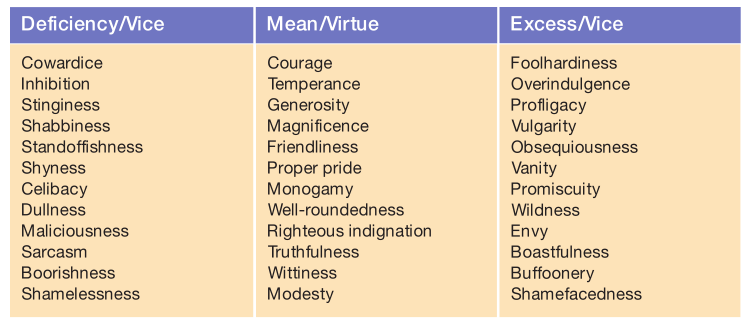 Deficiency/Vice Mean/Virtue Excess/Vice
Cowardice Courage Foolhardiness
Inhibition Temperance Overindulgence
Stinginess Generosity Profligacy
Shabbiness Magnificence Vulgarity
Standoffishness Friendliness Obsequiousness
Shyness Proper pride Vanity
Celibacy Monogamy Promiscuity
Dullness Well-roundedness Wildness
Maliciousness Righteous indignation Envy
Sarcasm Truthfulness Boastfulness
Boorishness Wittiness Buffoonery
Shamelessness Modesty Shamefacedness